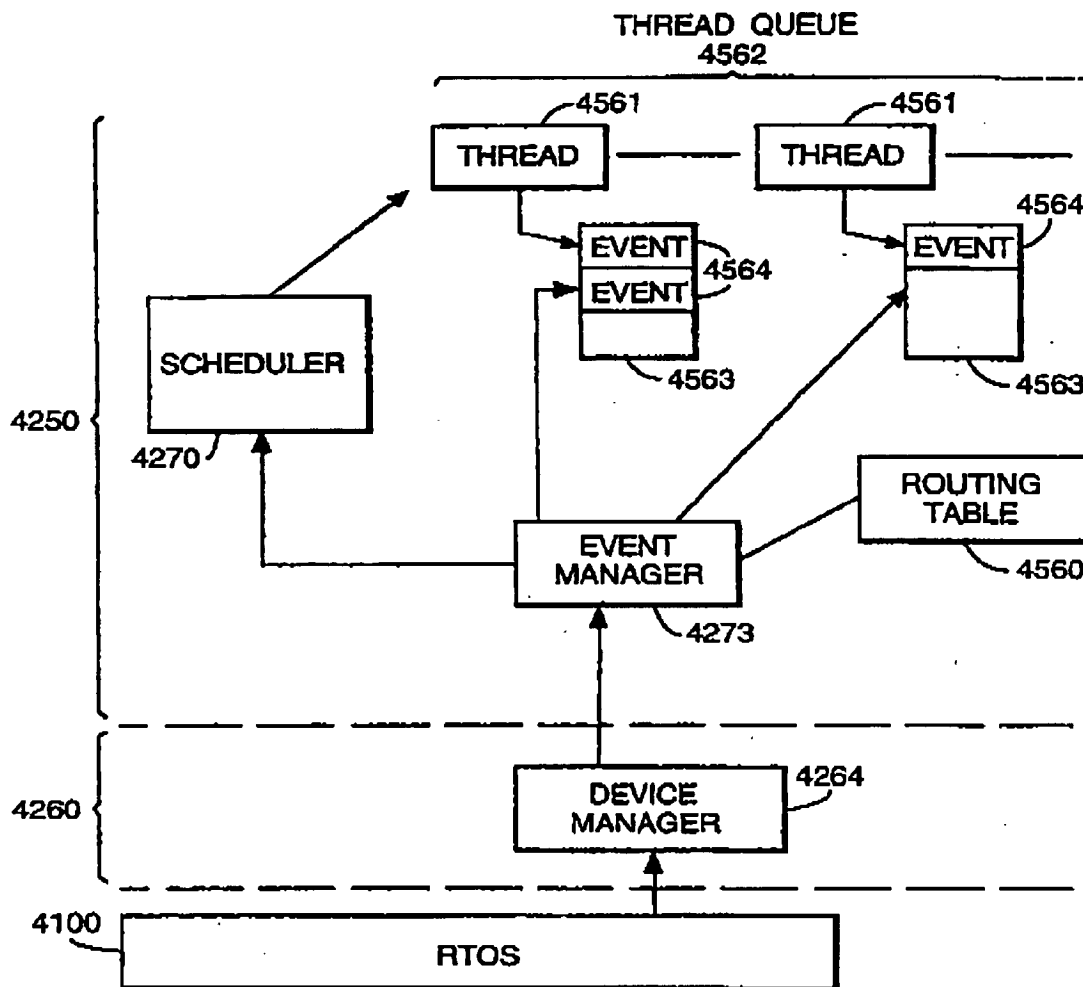 THREAD QUEUE
4562
4561
4561
THREAD
THREAD
4564
EVENT
4564
EVENT
EVENT
SCHEDULER
4563
4563
4250
4270
ROUTING
TABLE
EVENT
MANAGER
4560
4273
4264
4260
DEVICE
MANAGER
4100
RTOS